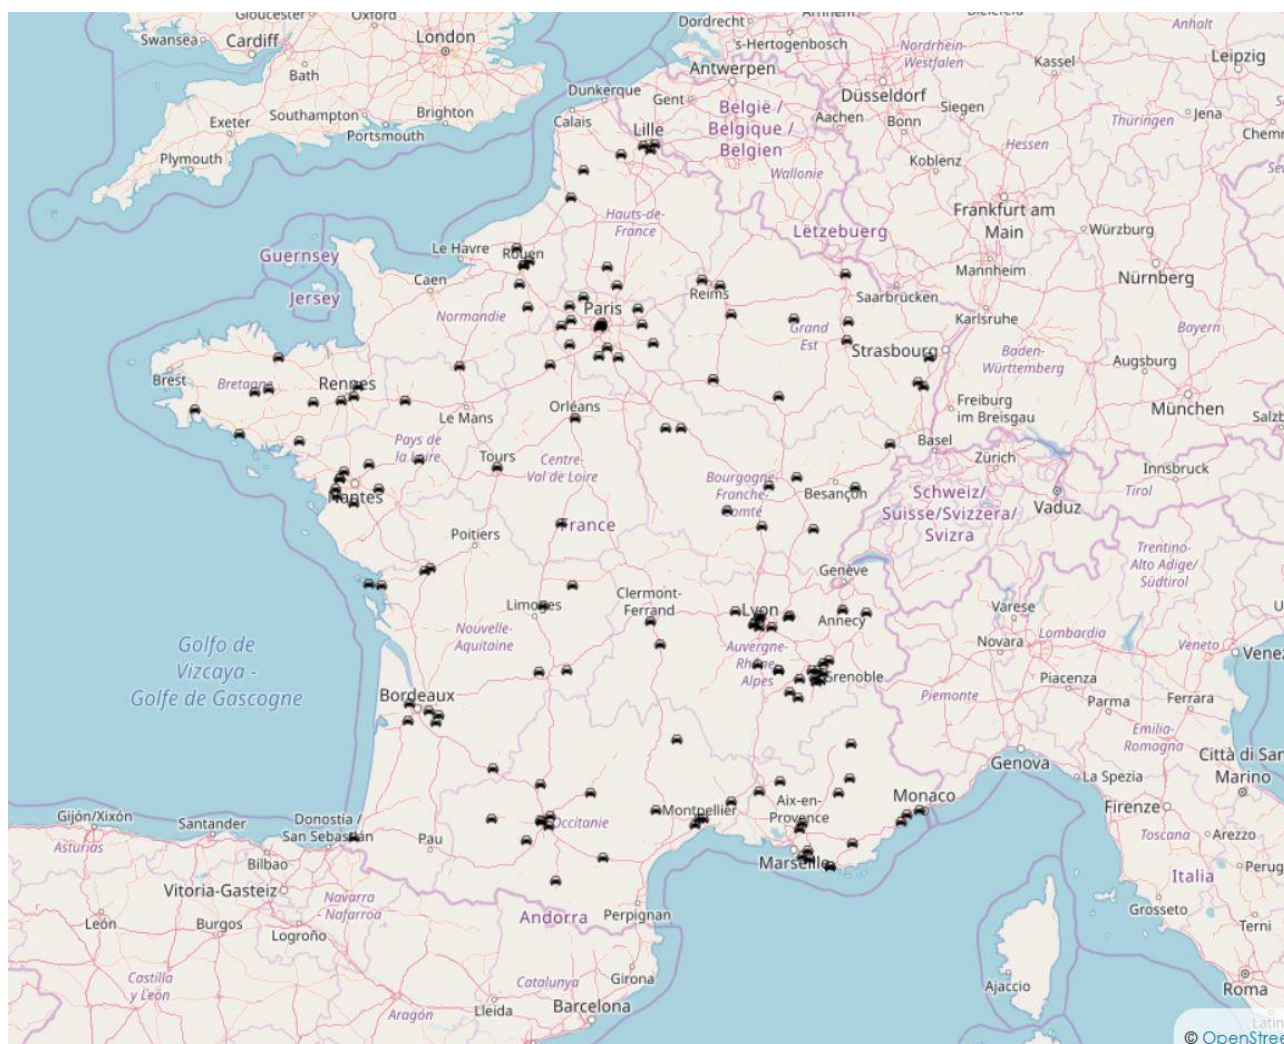 Gloucester
Oxford
Swansea
Cardiff
London
Bath
Southampton
Brighton
Exeter
Portsmouth
Plymouth
Dordrecht
Arnhem
Bielefeld
's-Hertogenbosch
Nordrhein-
Westfalen
Kassel
Anhalt
Leipzig
Antwerpen
Dunkerque
Gent
Calais
Lille
België /
Belgique /
Belgien
Düsseldorf
Siegen
Aachen
Bonn
Thüringen
Jena
Hessen
Koblenz
Wallonie
Hauts-de-
France
Lëtzebuerg
Frankfurt am
Main
Würzburg
Le Havre
Rouen
Guernsey
Jersey
Caen
Mannheim
Nürnberg
Reims
Saarbrücken
Paris
Normandie
Grand
Est
Karlsruhe
Strasbourg
Bayern
Baden-
Württemberg
Augsburg
München
Brest
Bretagne
Rennes
Le Mans
Orléans
Freiburg
im Breisgau
Salzb
Pays de
la Loire
Tours
Centre-
Val de Loire
Bourgogne-
Franche-
Comté
Besançon
Basel
Zürich
Innsbruck
Tirol
Nantes
Schweiz/
Suisse/Svizzera/
Svizra
Vaduz
Poitiers
France
Genève
Trentino-
Alto Adige/
Südtirol
Limoges
Clermont-
Ferrand
Lyon
Annecy
Varese
Lombardia
Novara
Veneto
Venez
Nouvelle-
Aquitaine
Auvergne-
Rhône-
Alpes
Grenoble
Golfo de
Vizcaya -
Golfe de Gascogne
Bordeaux
Piemonte
Piacenza
Parma
Ferrara
Emilia-
Romagna
Genova
La Spezia
Città di San
Marino
Gijón/Xixón
Santander
Donostia /
San Sebastián
Asturias
Bilbao
Pau
Occitanie
Montpellier
Aix-en-
Provence
Marseille
Monaco
Firenze
Toscana
Arezzo
Perug
Vitoria-Gasteiz
Navarra
- Nafarroa
Andorra
Perpignan
Italia
Grosseto
Terni
León
Burgos
Logroño
Castilla
y León
Catalunya
Girona
Aragón
Lleida
Barcelona
Ajaccio
Roma
Latin
© OpenStree